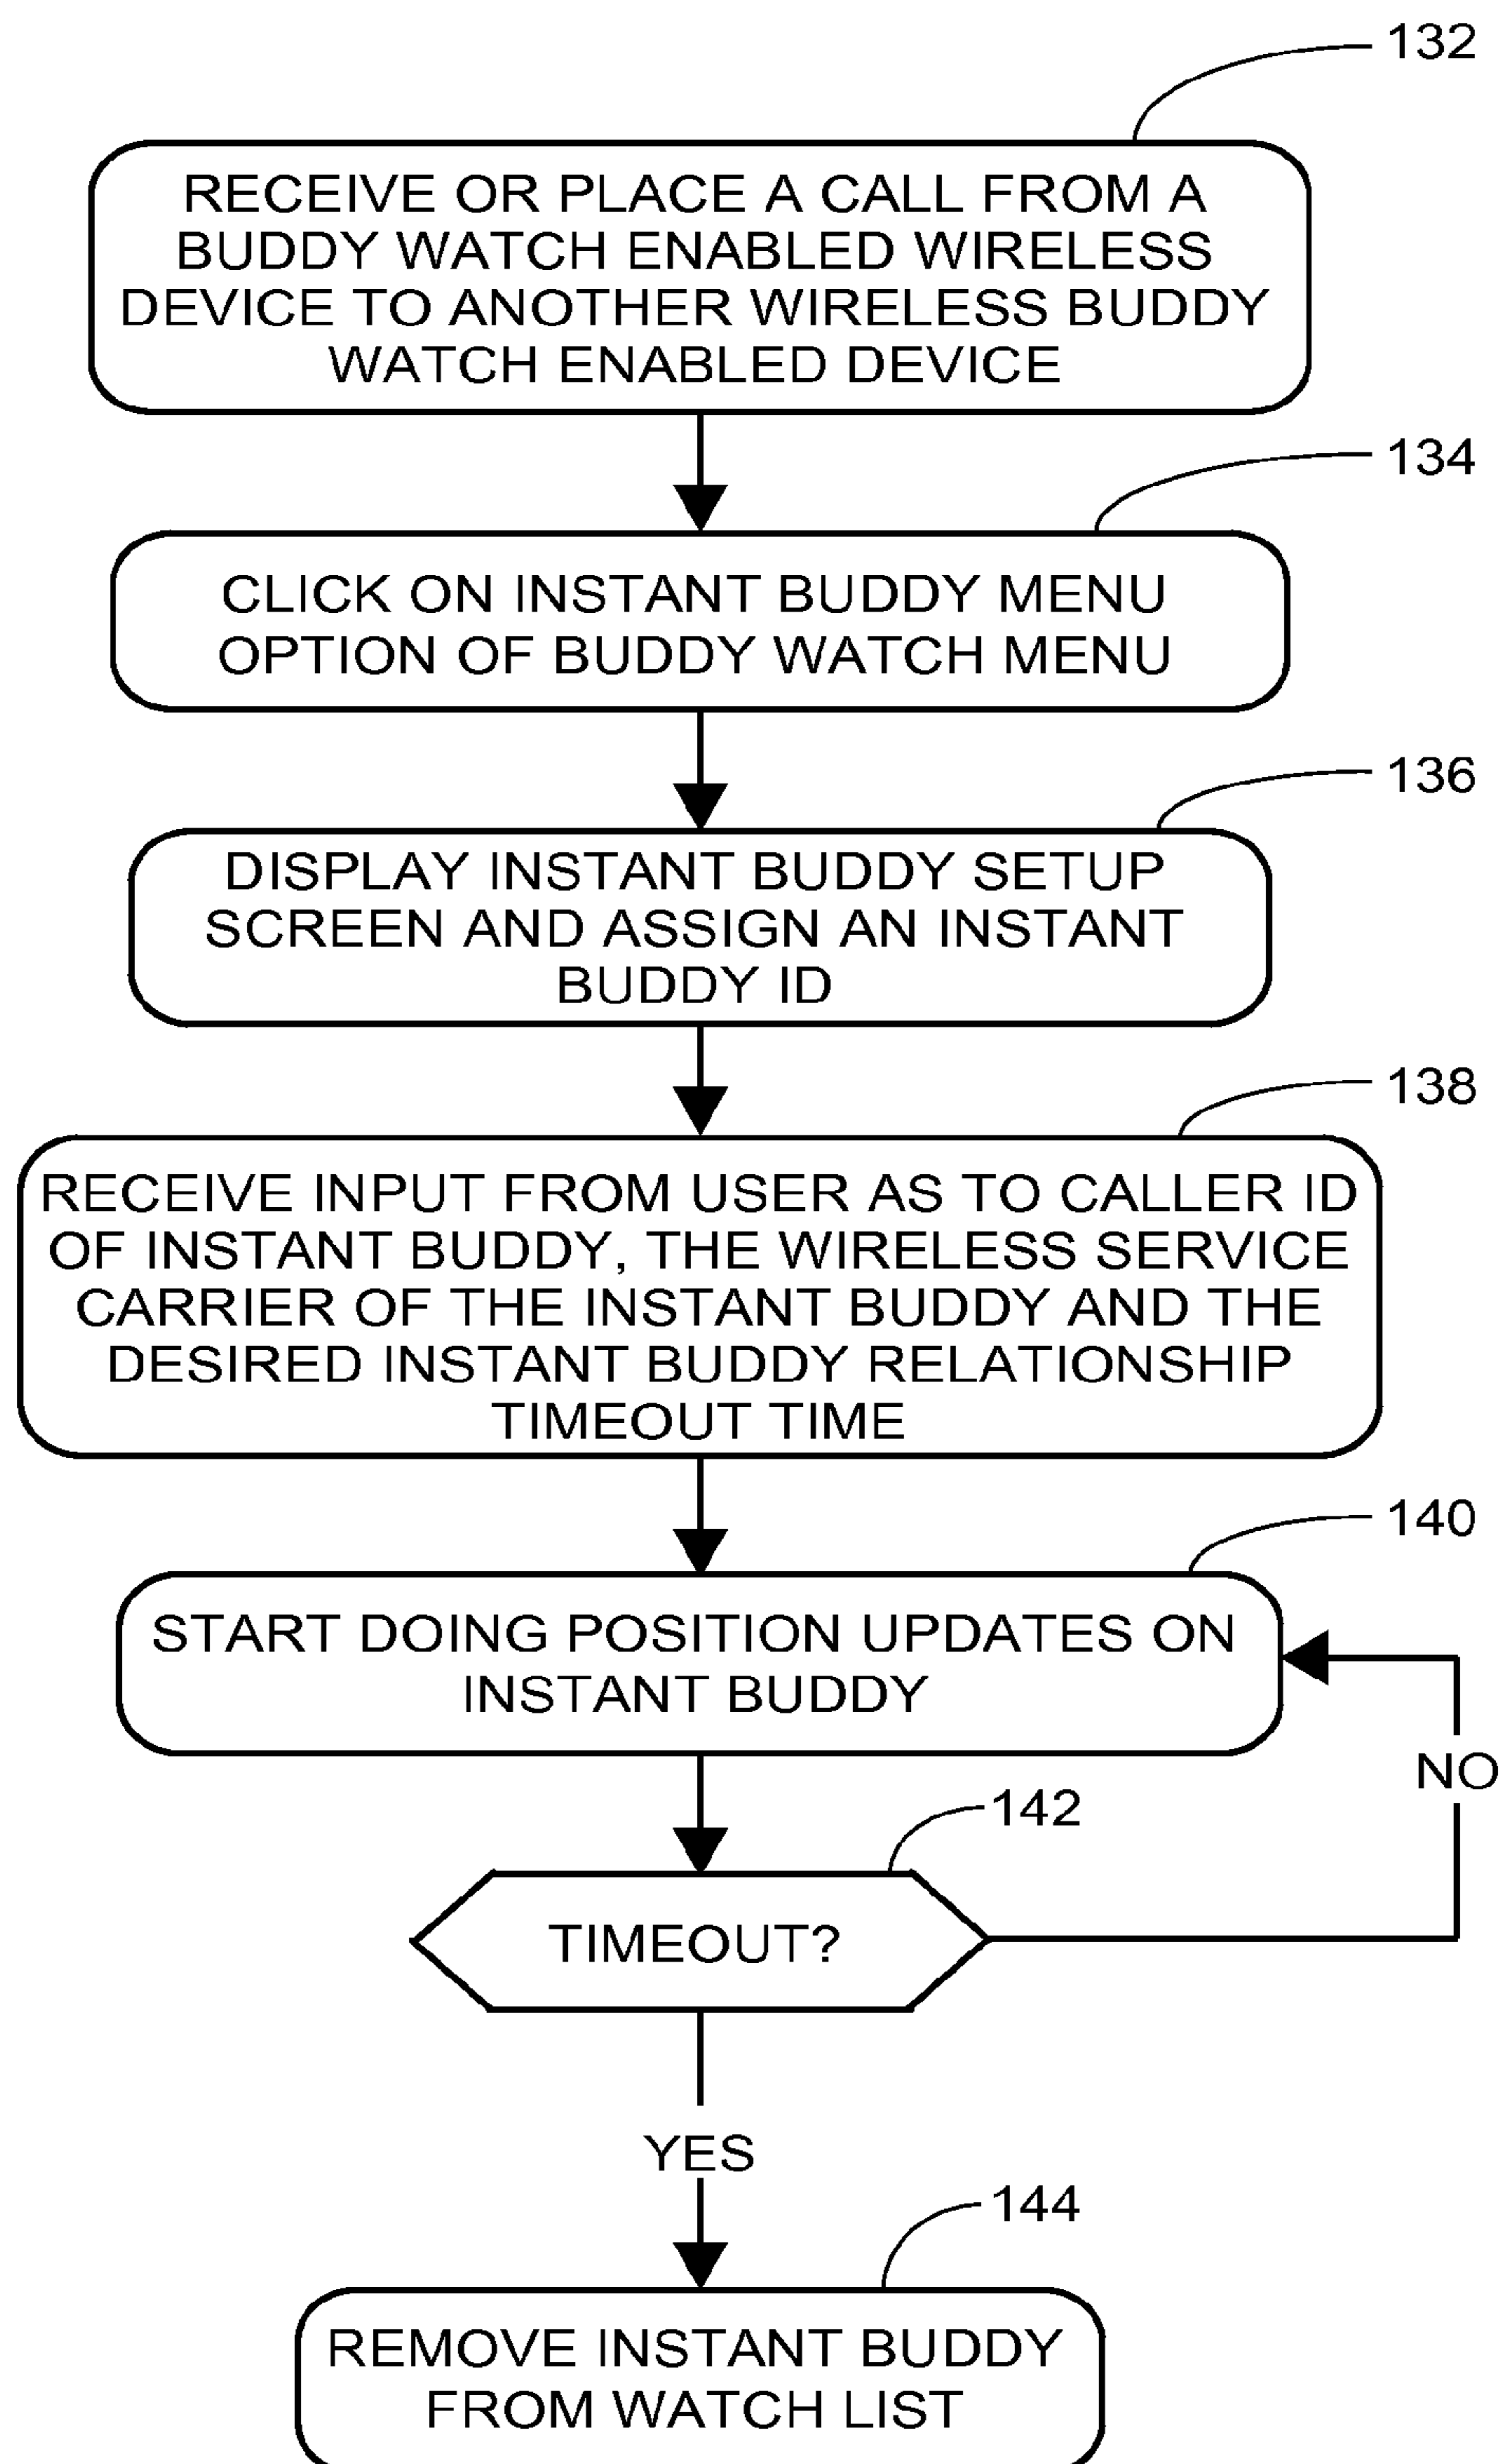 132
RECEIVE OR PLACE A CALL FROM A
BUDDY WATCH ENABLED WIRELESS
DEVICE TO ANOTHER WIRELESS BUDDY
WATCH ENABLED DEVICE
134
CLICK ON INSTANT BUDDY MENU
OPTION OF BUDDY WATCH MENU
136
DISPLAY INSTANT BUDDY SETUP
SCREEN AND ASSIGN AN INSTANT
BUDDY ID
138
RECEIVE INPUT FROM USER AS TO CALLER ID
OF INSTANT BUDDY, THE WIRELESS SERVICE
CARRIER OF THE INSTANT BUDDY AND THE
DESIRED INSTANT BUDDY RELATIONSHIP
TIMEOUT TIME
140
START DOING POSITION UPDATES ON
INSTANT BUDDY
NO
142
TIMEOUT?
YES
144
REMOVE INSTANT BUDDY
FROM WATCH LIST